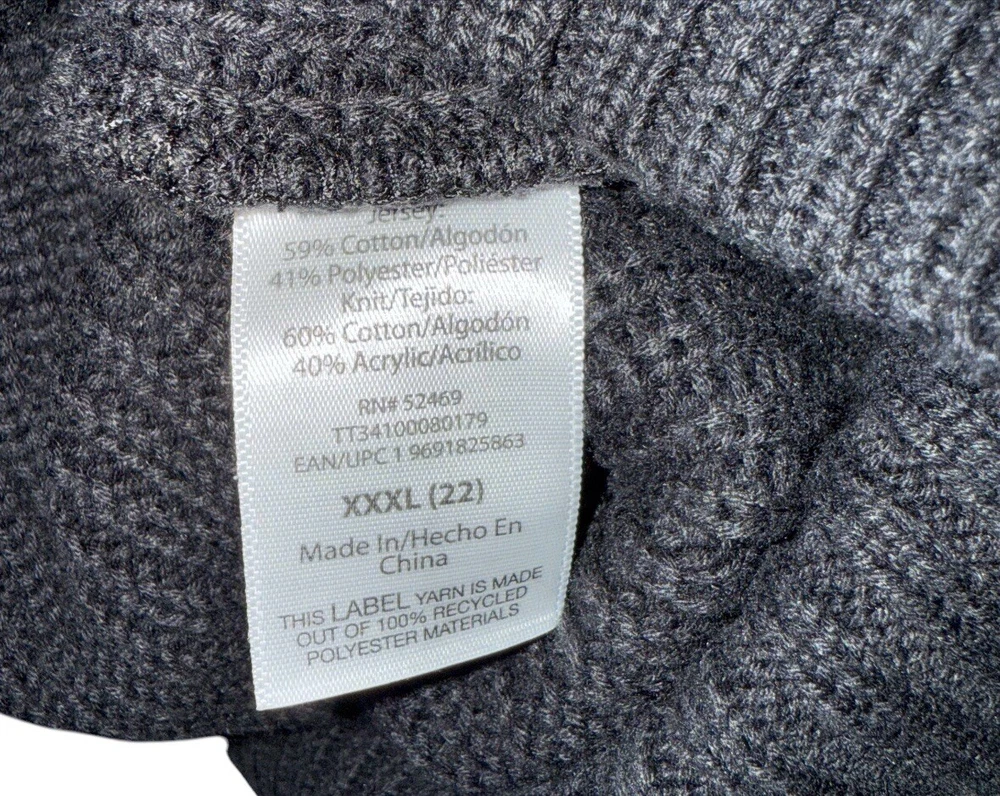 Jersey:
59% Cotton/Algodón
41% Polyester/Poliéster
Knit/Tejido:
60% Cotton/Algodón
40% Acrylic/Acrílico
RN# 52469
TT34100080179
EAN/UPC 1 9691825863
XXXL (22)
Made In/Hecho En
China
THIS LABEL YARN IS MADE
OUT OF 100% RECYCLED
POLYESTER MATERIALS